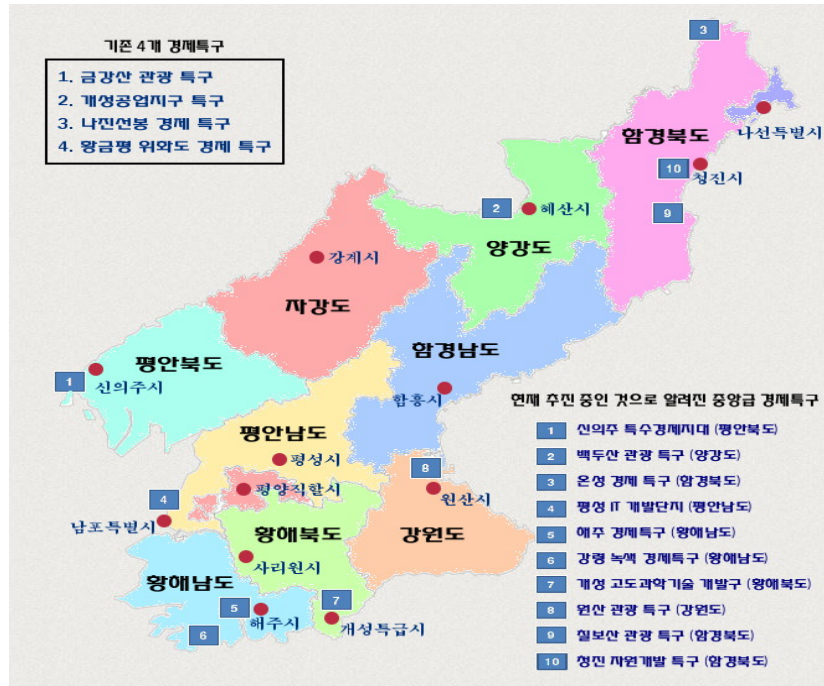 기존 4개 경제특구
1. 금강산 관광 특구
2. 개성공업지구 특구
3. 나진선봉 경제 특구
4. 황금평 위와도 경제 특구
3
함경북도
나선특별시
10
청진시
9
2
혜산시
양강도
강계시
자강도
함경남도
함흥시
평안북도
1
신의주시
평안남도
평성시
평양직할시
4
남포특별시
8
원산시
강원도
황해북도
사리원시
황해남도
5
해주시
6
7
개성특급시
현재 추진 중인 것으로 알려진 중앙급 경제특구
1 신의주 특수경제지대 (평안북도)
2 백두산 관광 특구 (양강도)
3 온성 경제 특구 (함경북도)
4 평성 IT 개발단지 (평안남도)
5 해주 경제특구 (황해남도)
6 강령 녹색 경제특구 (황해남도)
7 개성 고도과학기술 개발구 (황해북도)
8 원산 관광 특구 (강원도)
9 칠보산 관광 특구 (함경북도)
10 청진 자원개발 특구 (함경북도)